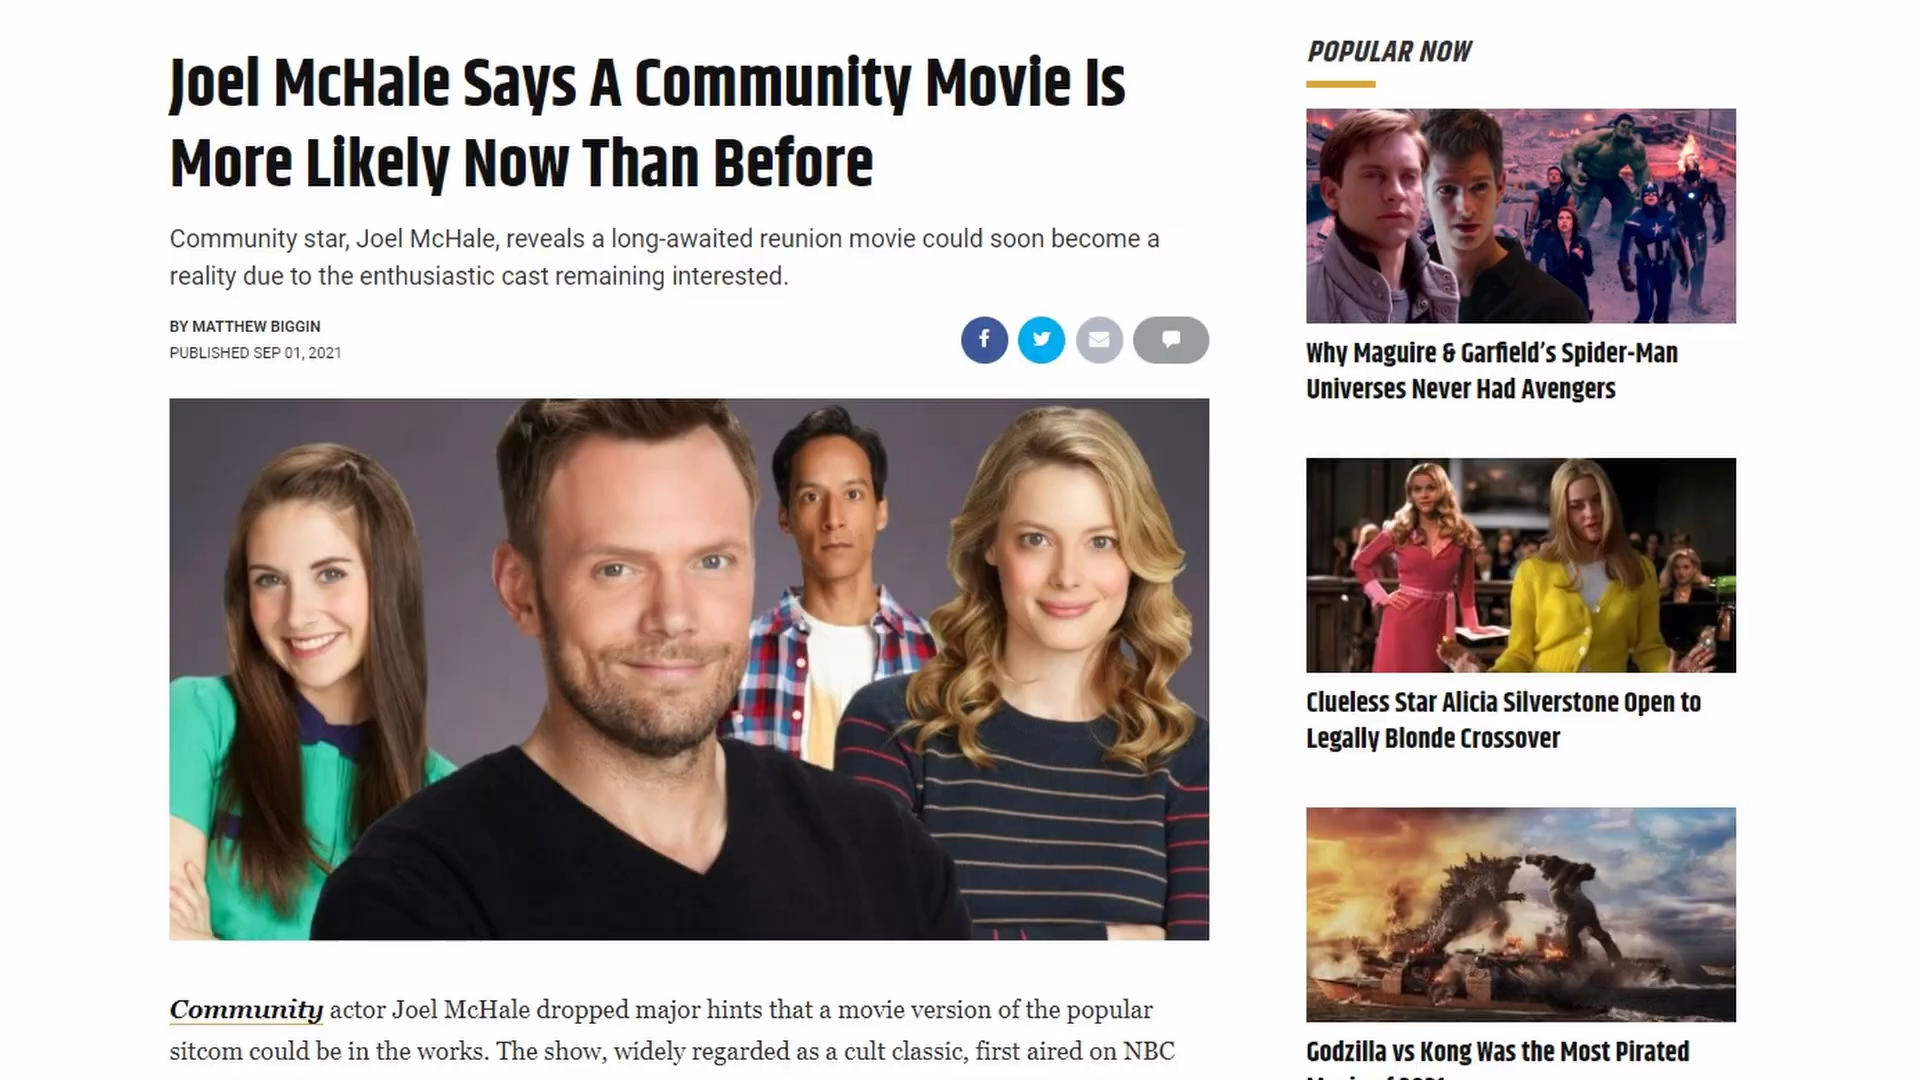 Joel McHale Says A Community Movie Is
More Likely Now Than Before
Community star, Joel McHale, reveals a long-awaited reunion movie could soon become a
reality due to the enthusiastic cast remaining interested.
BY MATTHEW BIGGIN
PUBLISHED SEP 01, 2021
Community actor Joel McHale dropped major hints that a movie version of the popular
sitcom could be in the works. The show, widely regarded as a cult classic, first aired on NBC
POPULAR NOW
Why Maguire & Garfield’s Spider-Man
Universes Never Had Avengers
Clueless Star Alicia Silverstone Open to
Legally Blonde Crossover
Godzilla vs Kong Was the Most Pirated